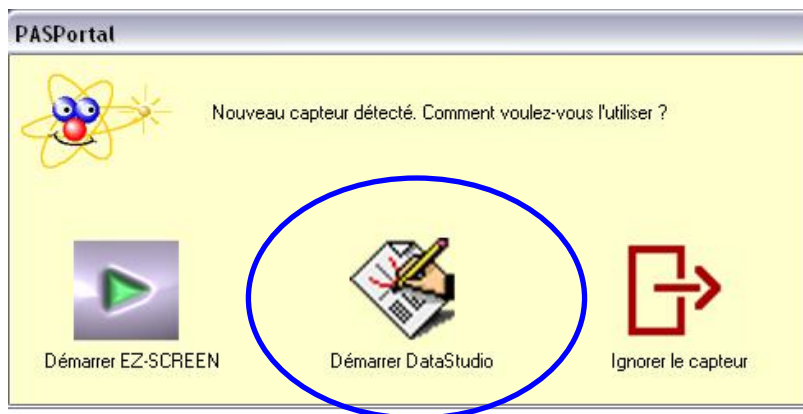 PASPortal
Nouveau capteur détecté. Comment voulez-vous l'utiliser ?
Démarrer EZ-SCREEN
Démarrer DataStudio
Ignorer le capteur